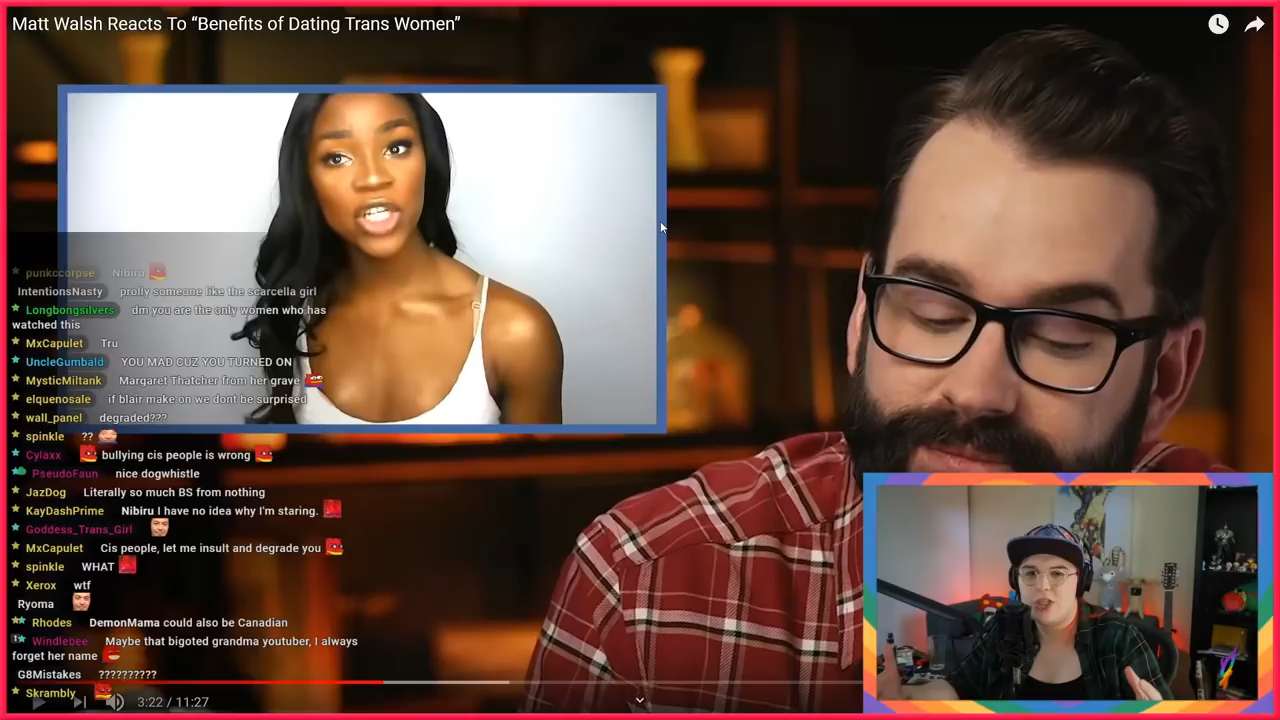 Matt Walsh Reacts To “Benefits of Dating Trans Women”
punkccorpse Nibiru
IntentionsNasty prolly someone like the scarcella girl
Longbongsilvers dm you are the only women who has
watched this
MxCapulet Tru
UncleGumbald YOU MAD CUZ YOU TURNED ON
MysticMiltank Margaret Thatcher from her grave
elquenosale if blair make on we dont be surprised
wall_panel degraded???
spinkle ??
Cylaxx bullying cis people is wrong
PseudoFaun nice dogwhistle
JazDog Literally so much BS from nothing
KayDashPrime Nibiru I have no idea why I'm staring.
Goddess_Trans_Girl
MxCapulet Cis people, let me insult and degrade you
spinkle WHAT
Xerox wtf
Ryoma
Rhodes DemonMama could also be Canadian
Windlebee Maybe that bigoted grandma youtuber, I always
forget her name
G8Mistakes ??????????
Skrambly
3:22 / 11:27